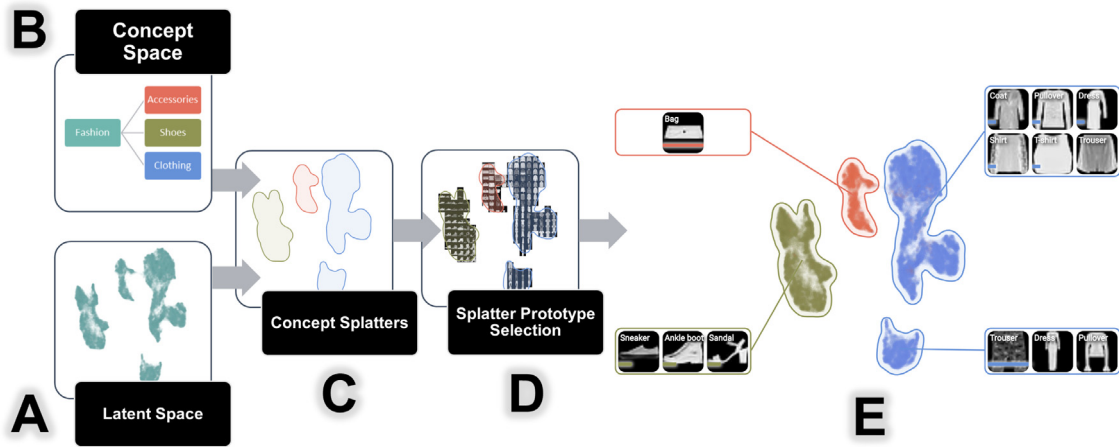 B
Concept
Space
Accessories
Fashion
Shoes
Clothing
A
Latent Space
Concept Splatters
C
Splatter Prototype
Selection
D
Bag
Coat
Pullover
Dress
Shirt
T-shirt
Trouser
Sneaker
Ankle boot
Sandal
Trouser
Dress
Pullover
E